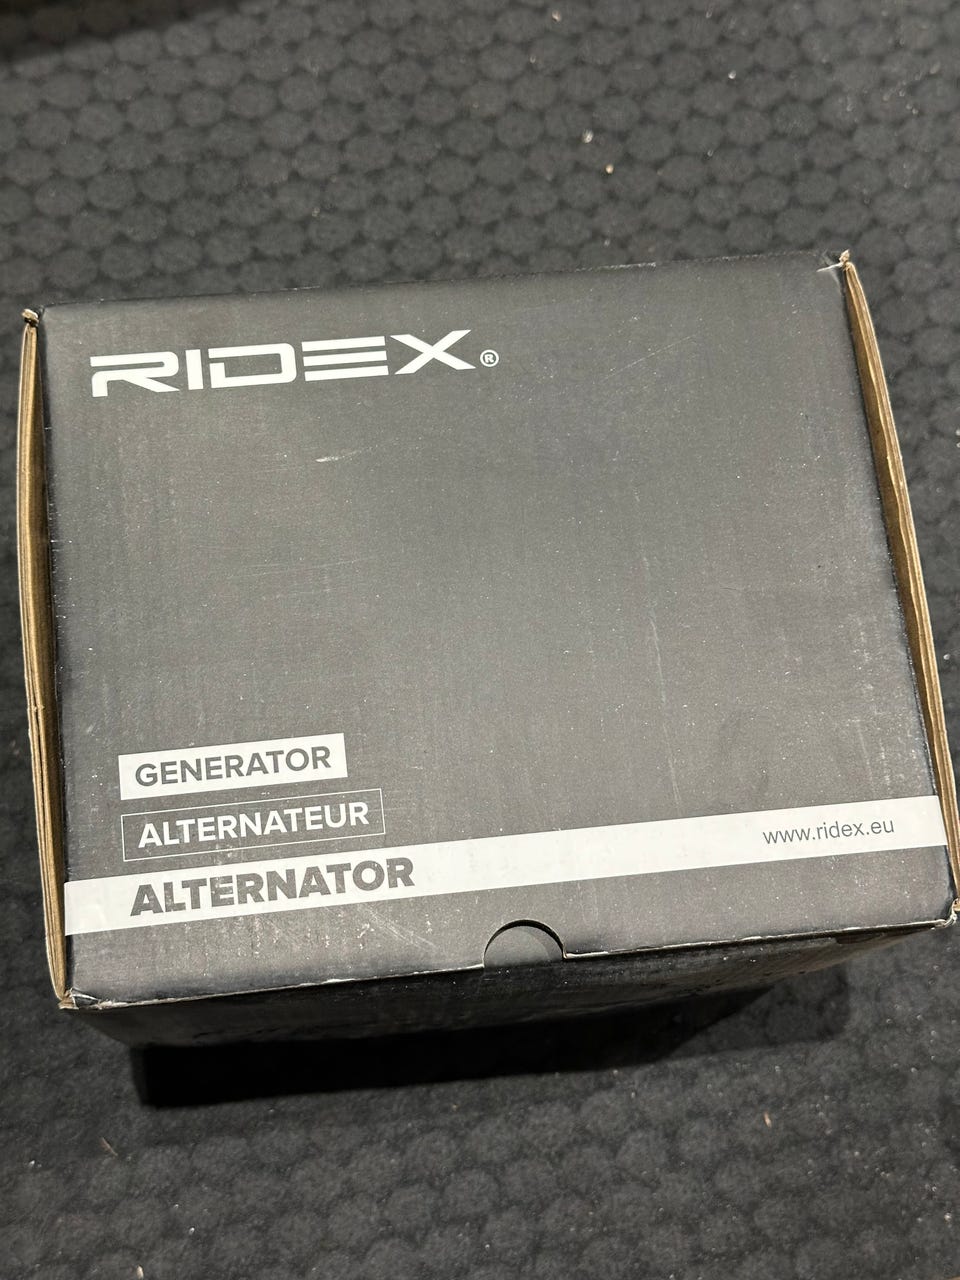 RIDEX®
GENERATOR
ALTERNATEUR
ALTERNATOR
www.ridex.eu